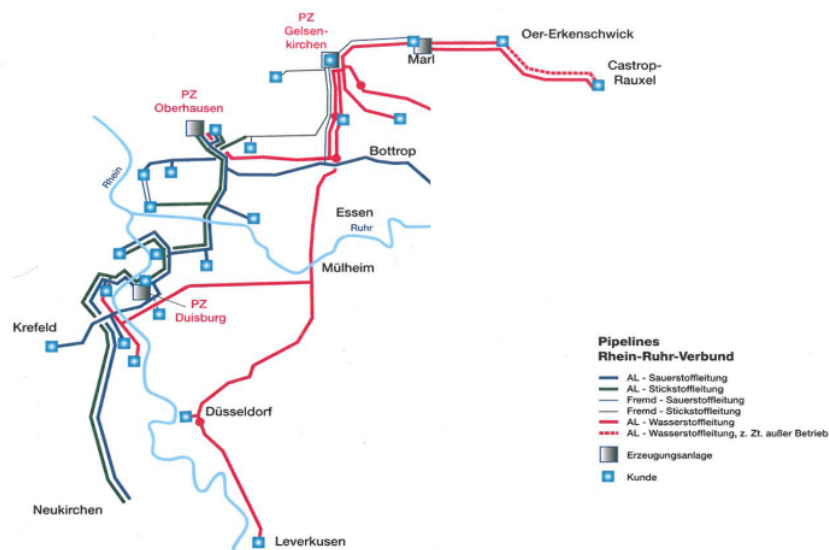 PZ
Gelsen-
kirchen
Oer-Erkenschwick
Marl
Castrop-
Rauxel
PZ
Oberhausen
Bottrop
Rhein
Essen
Ruhr
Mülheim
PZ
Duisburg
Krefeld
Düsseldorf
Neukirchen
Leverkusen
Pipelines
Rhein-Ruhr-Verbund
AL - Sauerstoffleitung
AL - Stickstoffleitung
Fremd - Sauerstoffleitung
Fremd - Stickstoffleitung
AL - Wasserstoffleitung
AL - Wasserstoffleitung, z. Zt. außer Betrieb
Erzeugungsanlage
Kunde